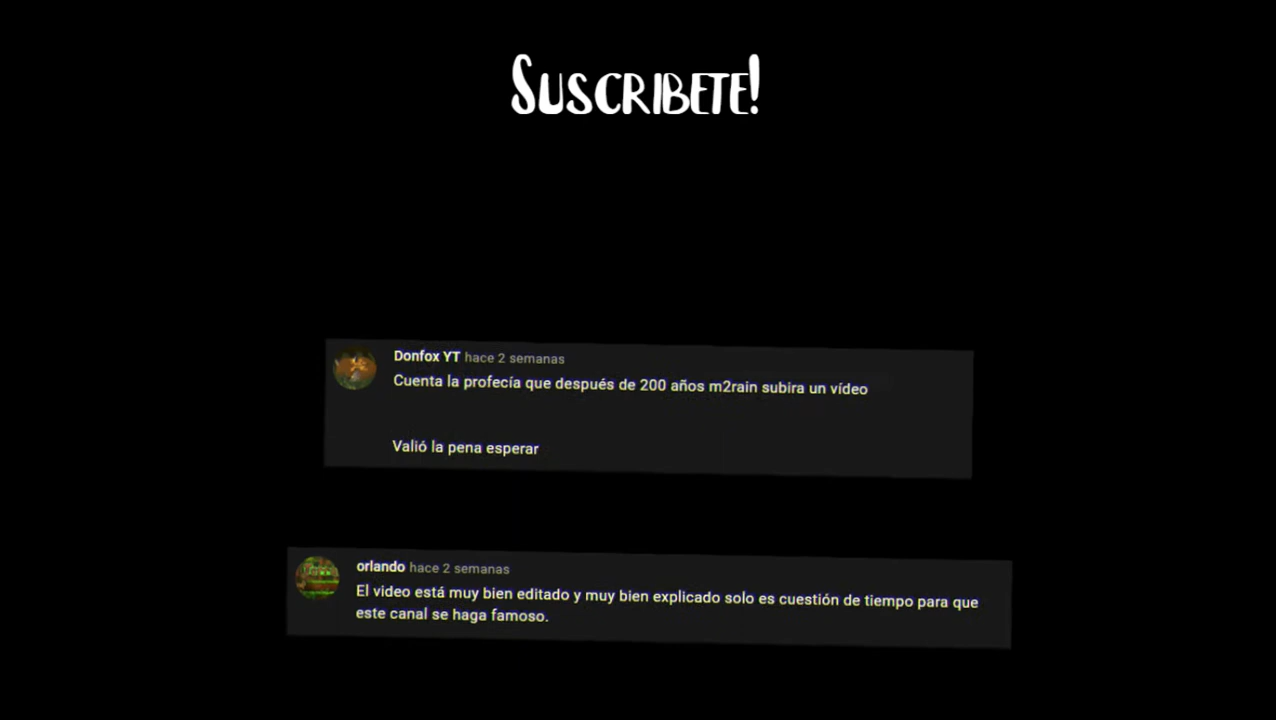 SUSCRIBETE!
Donfox YT hace 2 semanas
Cuenta la profecía que después de 200 años m2rain subira un vídeo
Valió la pena esperar
orlando hace 2 semanas
El video está muy bien editado y muy bien explicado solo es cuestión de tiempo para que
este canal se haga famoso.